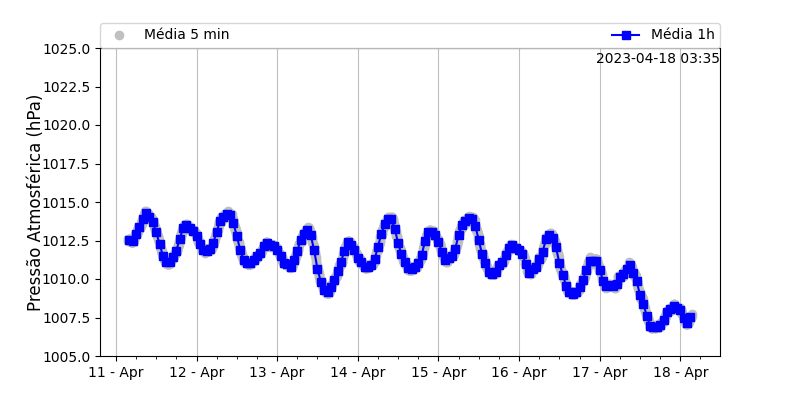 Média 5 min
Média 1h
2023-04-18 03:35
Pressão Atmosférica (hPa)
1025.0
1022.5
1020.0
1017.5
1015.0
1012.5
1010.0
1007.5
1005.0
11 - Apr
12 - Apr
13 - Apr
14 - Apr
15 - Apr
16 - Apr
17 - Apr
18 - Apr